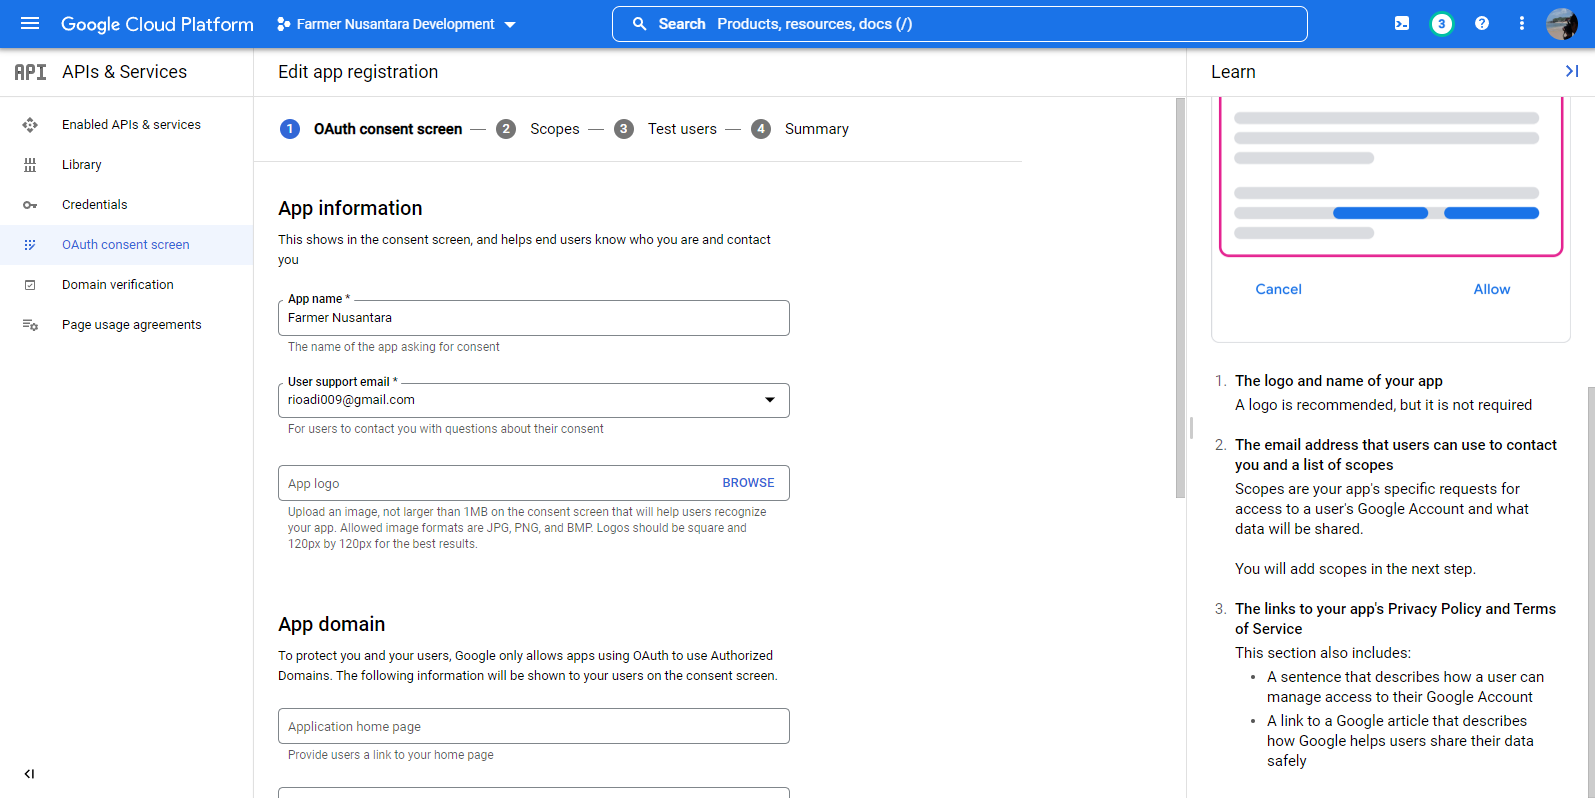 Google Cloud Platform
Farmer Nusantara Development
Search Products, resources, docs (/)
3
?
API APIs & Services
Enabled APIs & services
Library
Credentials
OAuth consent screen
Domain verification
Page usage agreements
Edit app registration
1 OAuth consent screen — 2 Scopes — 3 Test users — 4 Summary
App information
This shows in the consent screen, and helps end users know who you are and contact
you
App name *
Farmer Nusantara
The name of the app asking for consent
User support email *
rioadi009@gmail.com
For users to contact you with questions about their consent
App logo BROWSE
Upload an image, not larger than 1MB on the consent screen that will help users recognize
your app. Allowed image formats are JPG, PNG, and BMP. Logos should be square and
120px by 120px for the best results.
App domain
To protect you and your users, Google only allows apps using OAuth to use Authorized
Domains. The following information will be shown to your users on the consent screen.
Application home page
Provide users a link to your home page
Learn
Cancel Allow
1. The logo and name of your app
A logo is recommended, but it is not required
2. The email address that users can use to contact
you and a list of scopes
Scopes are your app's specific requests for
access to a user's Google Account and what
data will be shared.
You will add scopes in the next step.
3. The links to your app's Privacy Policy and Terms
of Service
This section also includes:
• A sentence that describes how a user can
manage access to their Google Account
• A link to a Google article that describes
how Google helps users share their data
safely